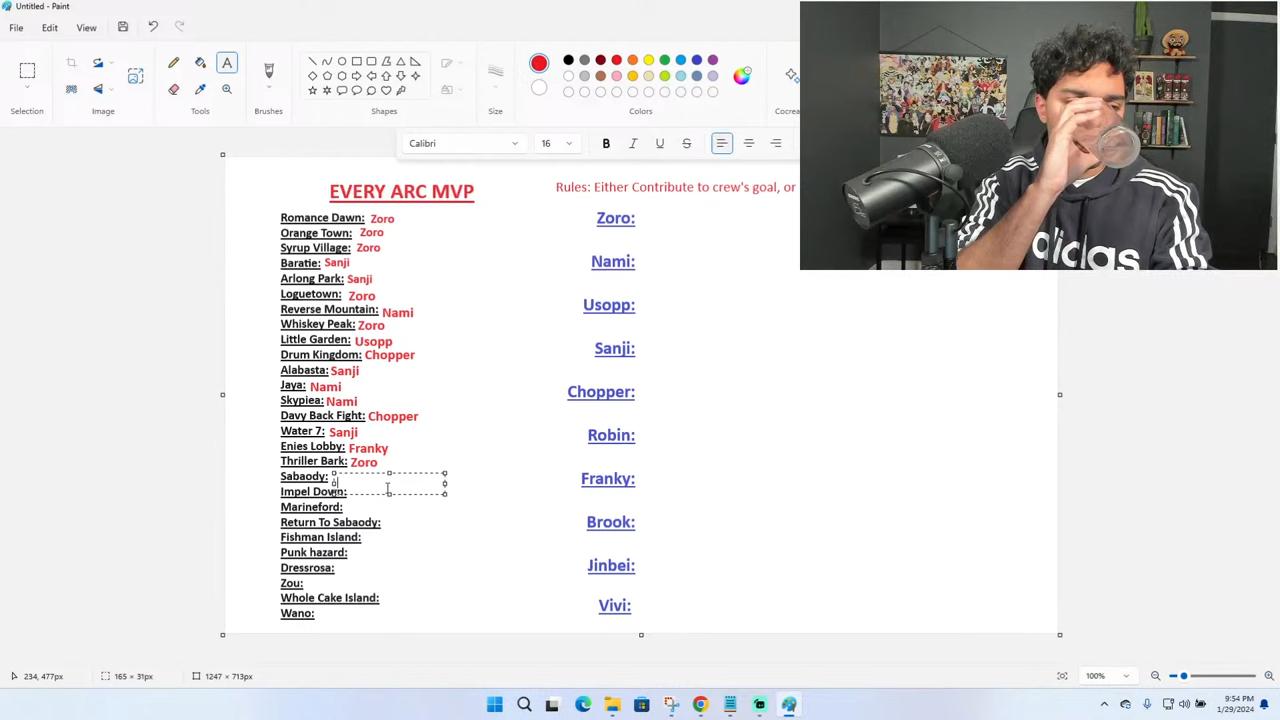 Untitled - Paint
File Edit View
Selection Image Tools Brushes Shapes Size Colors
Calibri 16 B I U S
EVERY ARC MVP
Rules: Either Contribute to crew's goal, or
Romance Dawn: Zoro
Orange Town: Zoro
Syrup Village: Zoro
Baratie: Sanji
Arlong Park: Sanji
Loguetown: Zoro
Reverse Mountain: Nami
Whiskey Peak: Zoro
Little Garden: Usopp
Drum Kingdom: Chopper
Alabasta: Sanji
Jaya: Nami
Skypiea: Nami
Davy Back Fight: Chopper
Water 7: Sanji
Enies Lobby: Franky
Thriller Bark: Zoro
Sabaody:
Impel Down:
Marineford:
Return To Sabaody:
Fishman Island:
Punk hazard:
Dressrosa:
Zou:
Whole Cake Island:
Wano:
Zoro:
Nami:
Usopp:
Sanji:
Chopper:
Robin:
Franky:
Brook:
Jinbei:
Vivi:
adidas
234, 477px 165 × 31px 1247 × 713px 100%
9:54 PM
1/29/2024